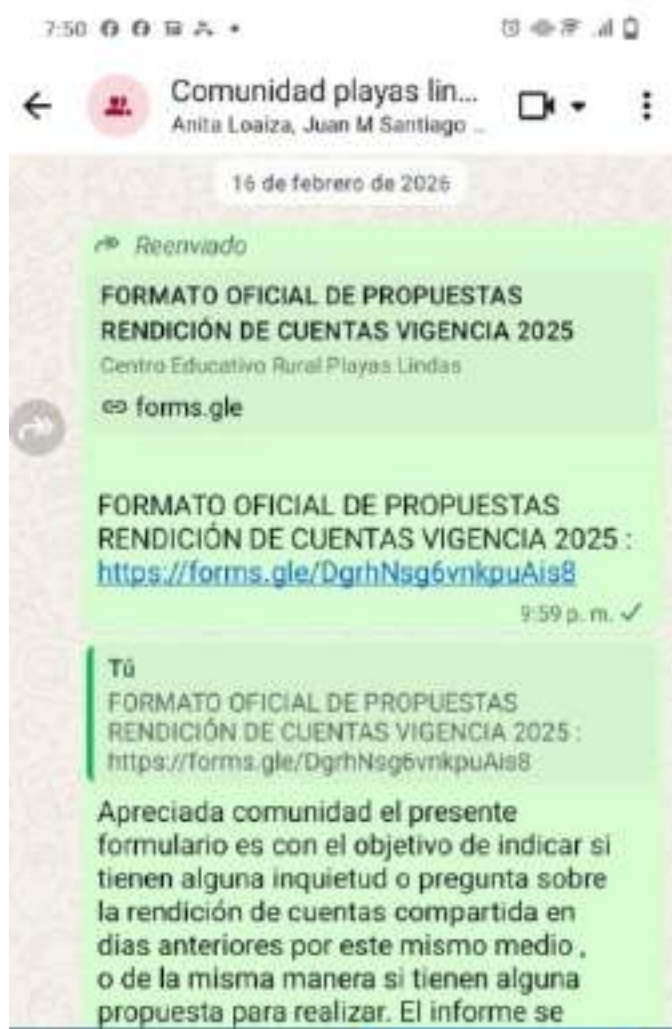 7:50
Comunidad playas lin...
Anita Loaiza, Juan M Santiago ..
16 de febrero de 2026
Reenviado
FORMATO OFICIAL DE PROPUESTAS
RENDICIÓN DE CUENTAS VIGENCIA 2025
Centro Educativo Rural Playas Lindas
forms.gle
FORMATO OFICIAL DE PROPUESTAS
RENDICIÓN DE CUENTAS VIGENCIA 2025 :
https://forms.gle/DgrhNsg6vnkpuAis8
9:59 p. m.
Tú
FORMATO OFICIAL DE PROPUESTAS
RENDICIÓN DE CUENTAS VIGENCIA 2025 :
https://forms.gle/DgrhNsg6vnkpuAis8
Apreciada comunidad el presente
formulario es con el objetivo de indicar si
tienen alguna inquietud o pregunta sobre
la rendición de cuentas compartida en
dias anteriores por este mismo medio ,
o de la misma manera si tienen alguna
propuesta para realizar. El informe se